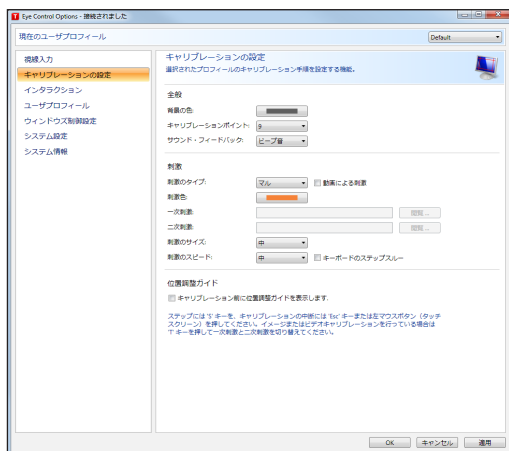 Eye Control Options - 接続されました
現在のユーザプロフィール
Default
視線入力
キャリブレーションの設定
インタラクション
ユーザプロフィール
ウィンドウズ制御設定
システム設定
システム情報
キャリブレーションの設定
選択されたプロフィールのキャリブレーション手順を設定する機能。
全般
背景の色:
キャリブレーションポイント: 9
サウンド・フィードバック: ビープ音
刺激
刺激のタイプ: マル 動画による刺激
刺激色:
一次刺激: 閲覧...
二次刺激: 閲覧...
刺激のサイズ: 中
刺激のスピード: 中 キーボードのステップスルー
位置調整ガイド
キャリブレーション前に位置調整ガイドを表示します.
ステップには 'S' キーを、キャリブレーションの中断には 'Esc' キーまたは左マウスボタン（タッチ
スクリーン）を押してください。イメージまたはビデオキャリブレーションを行っている場合は
'T' キーを押して一次刺激と二次刺激を切り替えてください。
OK キャンセル 適用